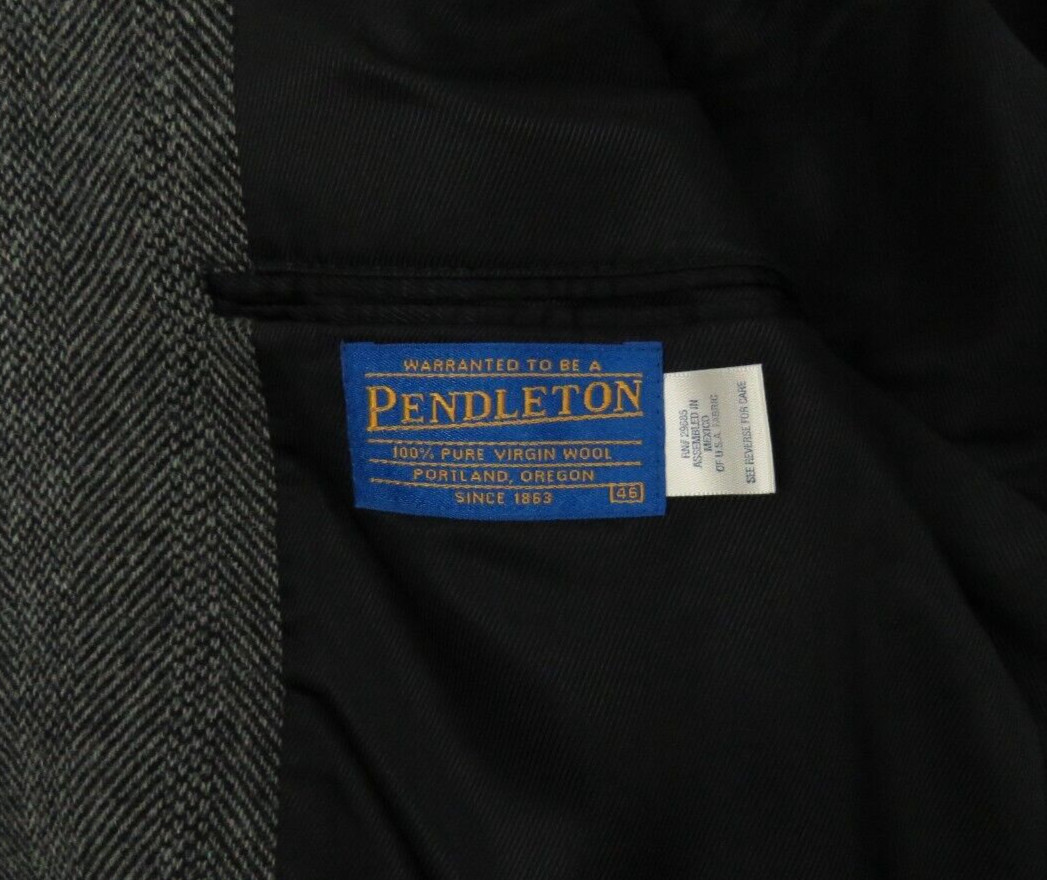 WARRANTED TO BE A
PENDLETON
100% PURE VIRGIN WOOL
PORTLAND, OREGON
SINCE 1863
46
RN# 29685
ASSEMBLED IN
MEXICO
OF U.S.A. FABRIC
SEE REVERSE FOR CARE